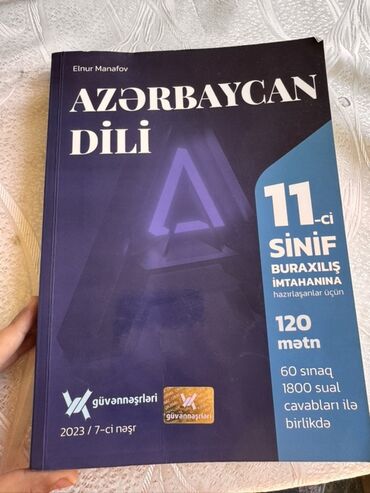 Elnur Manafov
AZƏRBAYCAN
DİLİ
11-ci
SİNİF
BURAXILIŞ
İMTAHANINA
hazırlaşanlar üçün
120
mətn
60 sınaq
1800 sual
cavabları ilə
birlikdə
güvənnəşrləri
güvənnəşrləri
2023 / 7-ci nəşr